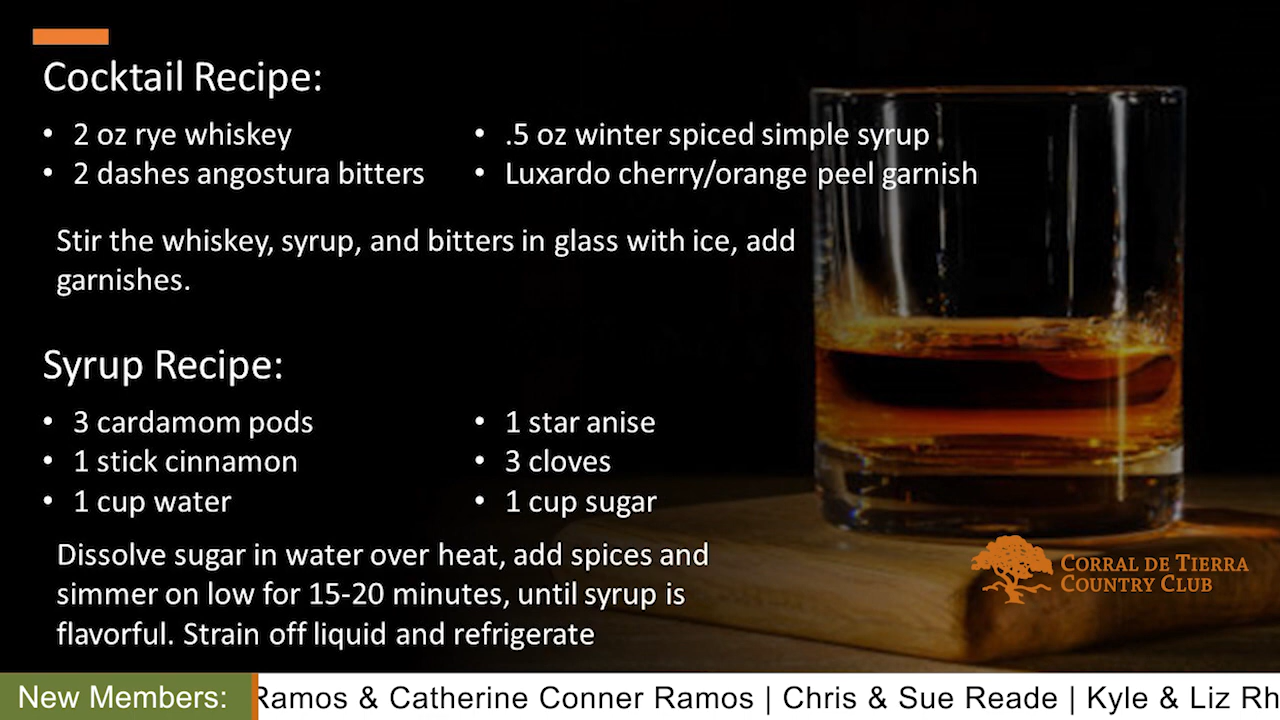 Cocktail Recipe:
• 2 oz rye whiskey
• 2 dashes angostura bitters
• .5 oz winter spiced simple syrup
• Luxardo cherry/orange peel garnish
Stir the whiskey, syrup, and bitters in glass with ice, add
garnishes.
Syrup Recipe:
• 3 cardamom pods
• 1 stick cinnamon
• 1 cup water
• 1 star anise
• 3 cloves
• 1 cup sugar
Dissolve sugar in water over heat, add spices and
simmer on low for 15-20 minutes, until syrup is
flavorful. Strain off liquid and refrigerate
CORRAL DE TIERRA
COUNTRY CLUB
New Members: Ramos & Catherine Conner Ramos | Chris & Sue Reade | Kyle & Liz